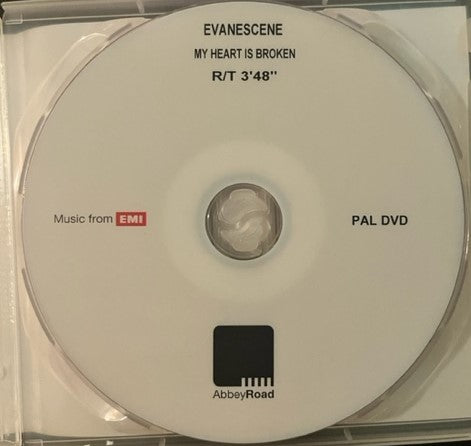 EVANESCENE
MY HEART IS BROKEN
R/T 3'48"
Music from EMI
PAL DVD
AbbeyRoad